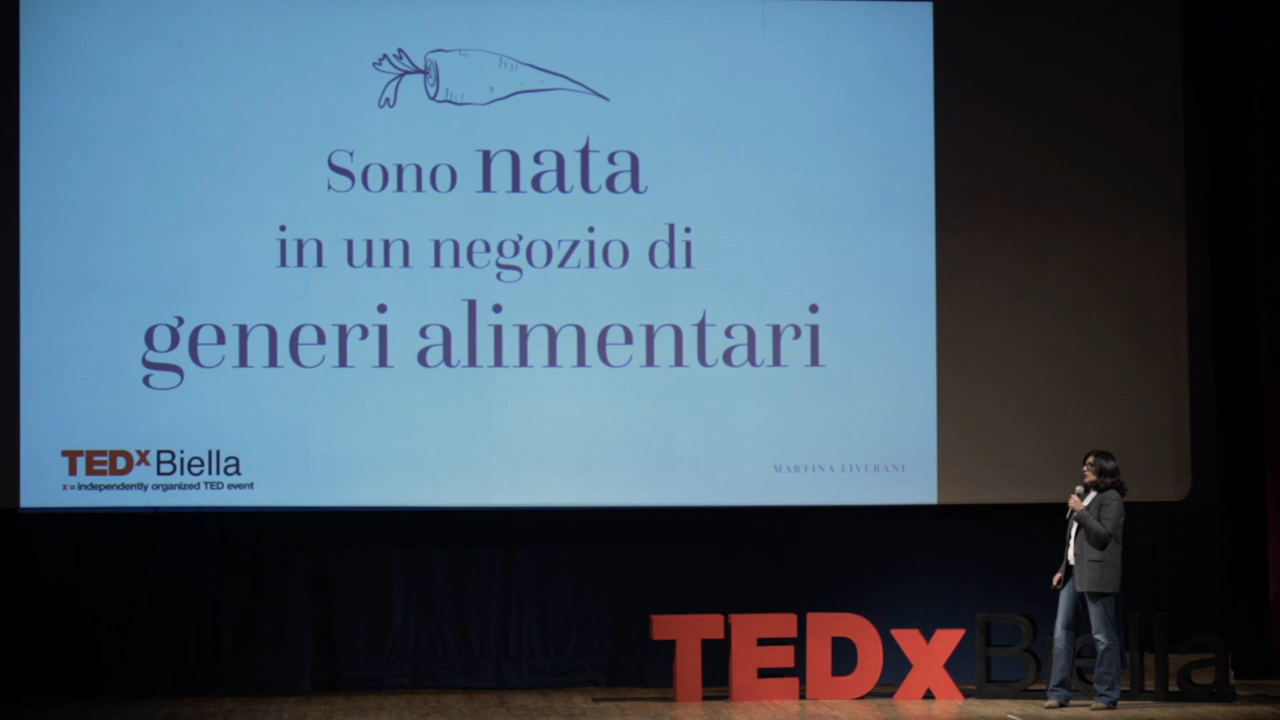 Sono nata
in un negozio di
generi alimentari
TEDx Biella
x = independently organized TED event
MARTINA LIVERANI
TEDx Biella